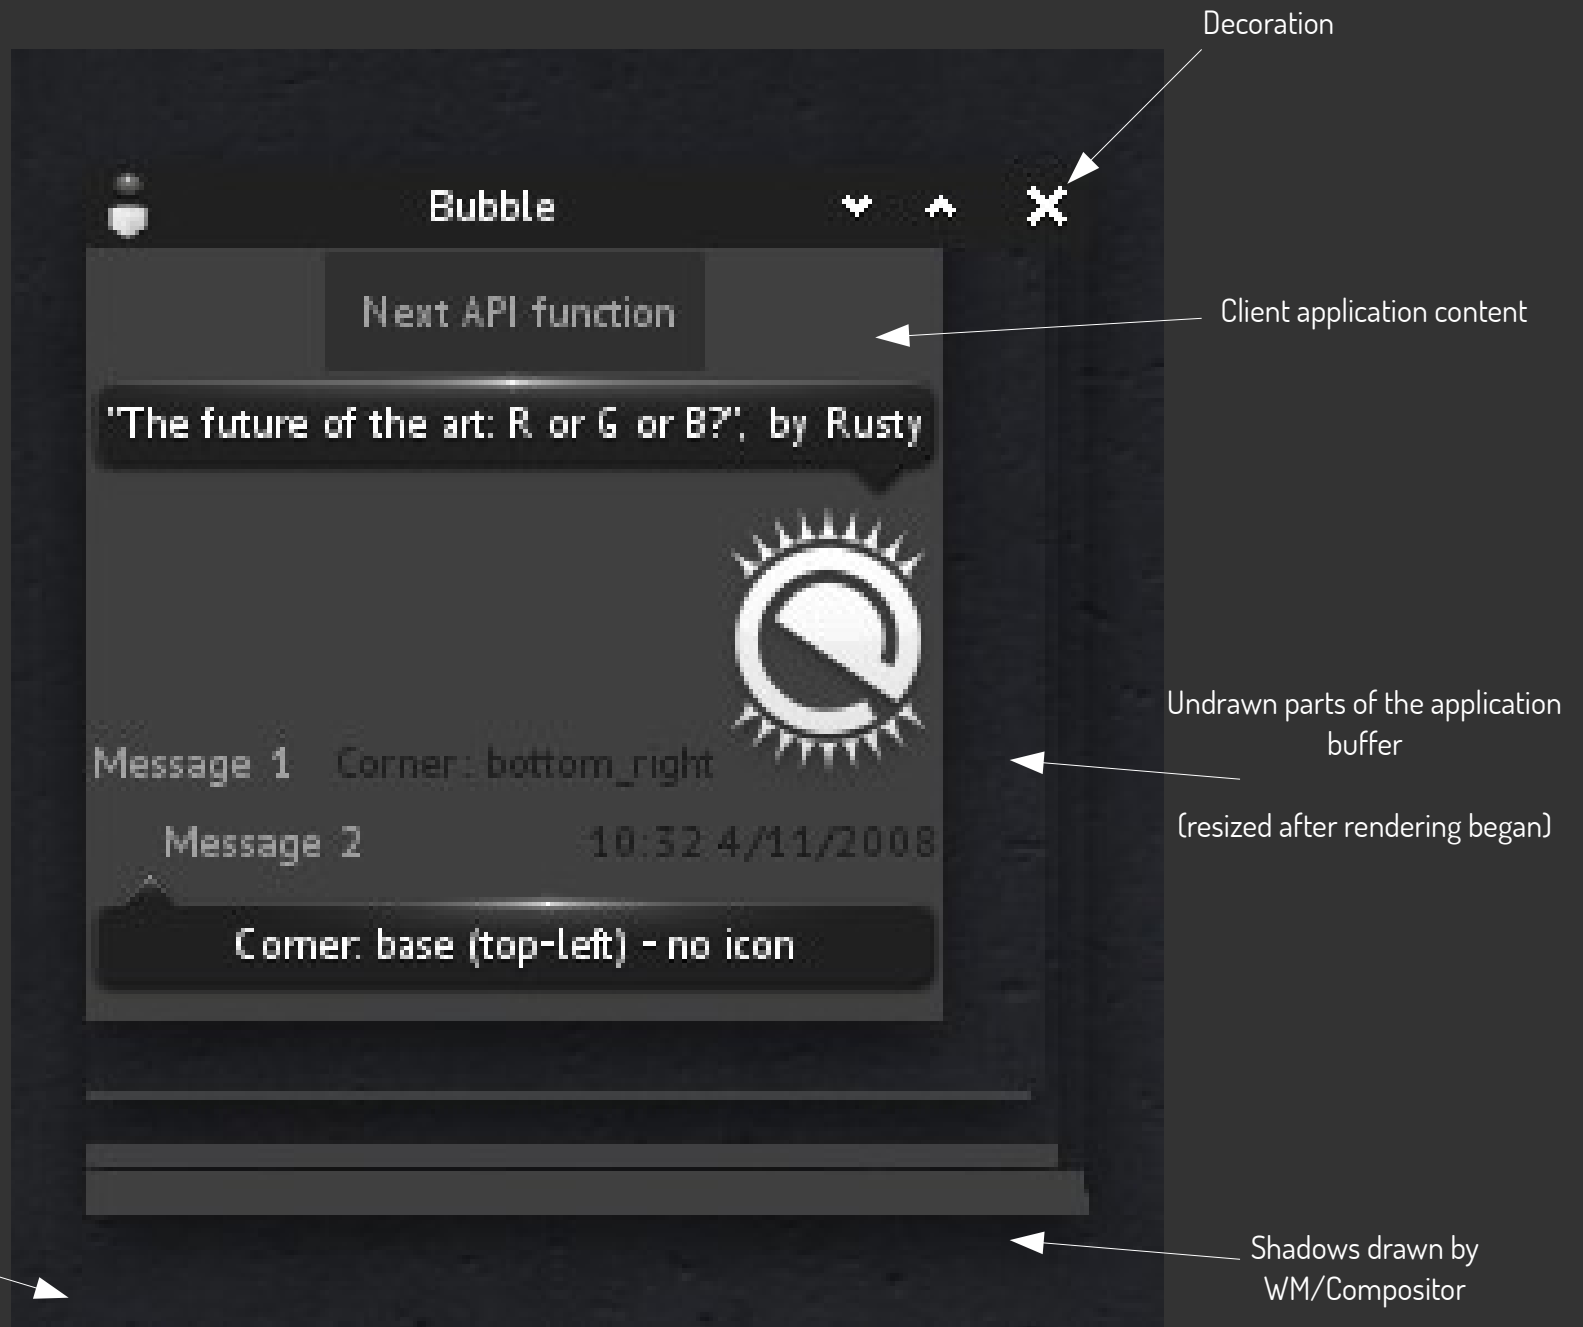 Decoration
Bubble
Next API function
Client application content
"The future of the art: R or G or B?", by Rusty
Undrawn parts of the application
buffer
(resized after rendering began)
Message 1 Corner: bottom_right
Message 2 10:32 4/11/2008
Corner: base (top-left) - no icon
Shadows drawn by
WM/Compositor